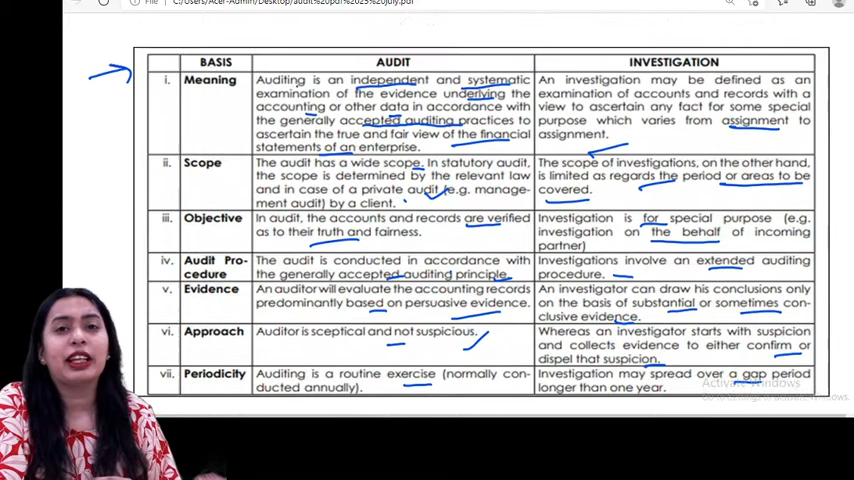 File | C:/Users/Acer-Admin/Desktop/audit%20pdf%2025%20july.pdf
BASIS AUDIT INVESTIGATION
i. Meaning Auditing is an independent and systematic An investigation may be defined as an
examination of the evidence underlying the examination of accounts and records with a
accounting or other data in accordance with view to ascertain any fact for some special
the generally accepted auditing practices to purpose which varies from assignment to
ascertain the true and fair view of the financial assignment.
statements of an enterprise.
ii. Scope The audit has a wide scope. In statutory audit, The scope of investigations, on the other hand,
the scope is determined by the relevant law is limited as regards the period or areas to be
and in case of a private audit (e.g. manage- covered.
ment audit) by a client.
iii. Objective In audit, the accounts and records are verified Investigation is for special purpose (e.g.
as to their truth and fairness. investigation on the behalf of incoming
partner)
iv. Audit Pro- The audit is conducted in accordance with Investigations involve an extended auditing
cedure the generally accepted auditing principle. procedure.
v. Evidence An auditor will evaluate the accounting records An investigator can draw his conclusions only
predominantly based on persuasive evidence. on the basis of substantial or sometimes con-
clusive evidence.
vi. Approach Auditor is sceptical and not suspicious. Whereas an investigator starts with suspicion
and collects evidence to either confirm or
dispel that suspicion.
vii. Periodicity Auditing is a routine exercise (normally con- Investigation may spread over a gap period
ducted annually). longer than one year.
Activate Windows